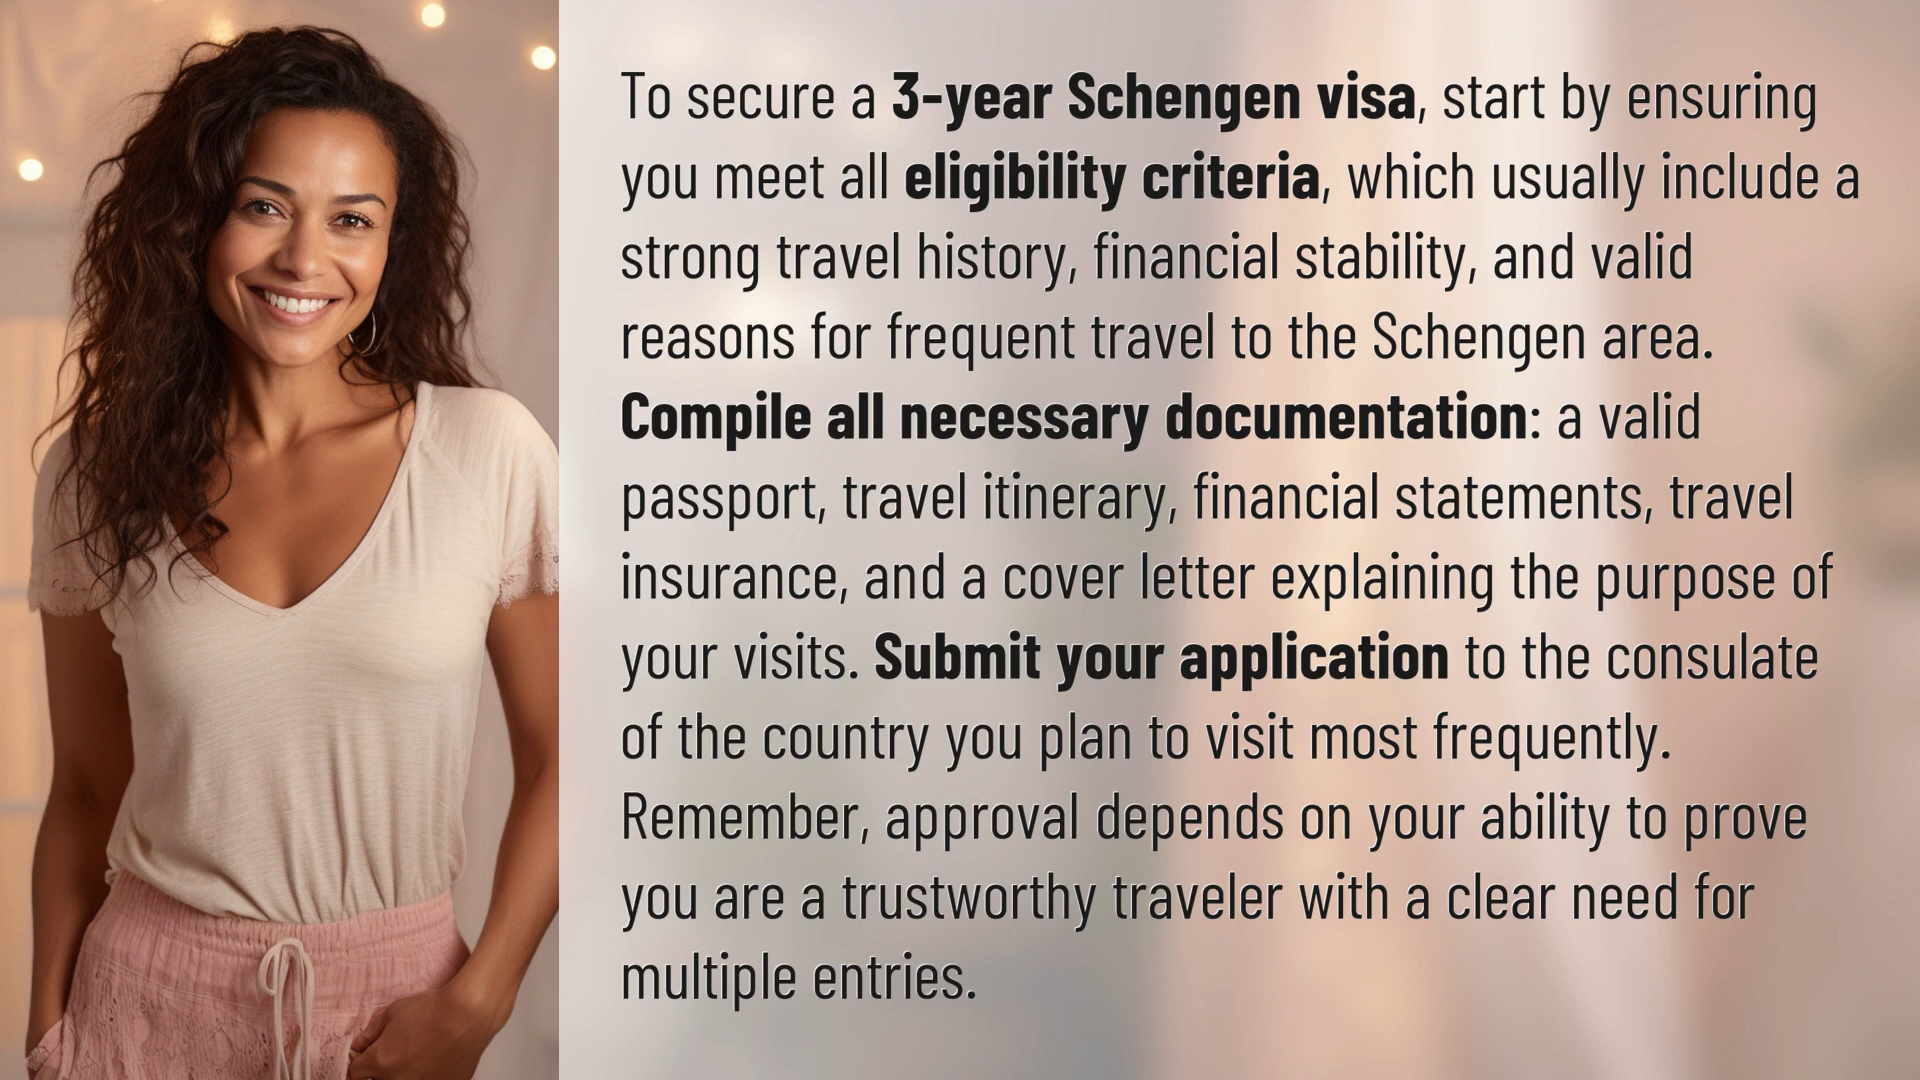 To secure a 3-year Schengen visa, start by ensuring
you meet all eligibility criteria, which usually include a
strong travel history, financial stability, and valid
reasons for frequent travel to the Schengen area.
Compile all necessary documentation: a valid
passport, travel itinerary, financial statements, travel
insurance, and a cover letter explaining the purpose of
your visits. Submit your application to the consulate
of the country you plan to visit most frequently.
Remember, approval depends on your ability to prove
you are a trustworthy traveler with a clear need for
multiple entries.